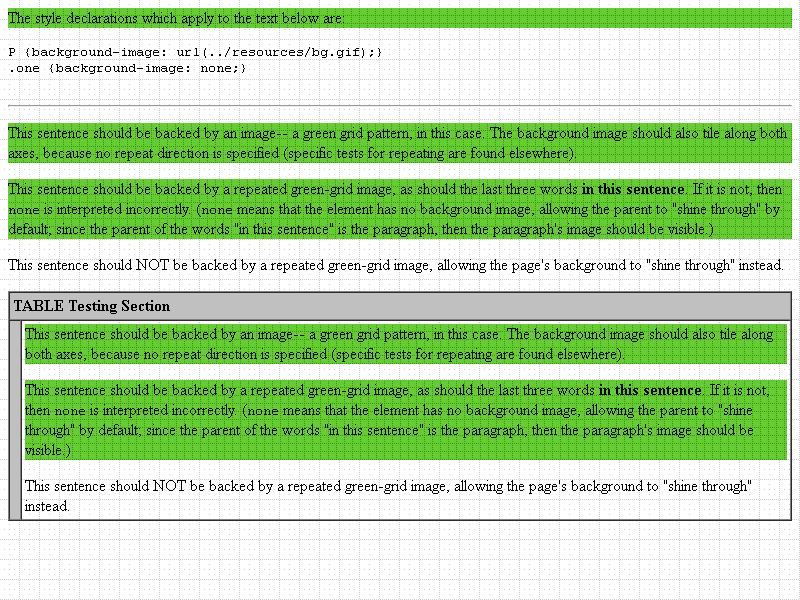 The style declarations which apply to the text below are:
P {background-image: url(../resources/bg.gif);}
.one {background-image: none;}
This sentence should be backed by an image-- a green grid pattern, in this case. The background image should also tile along both
axes, because no repeat direction is specified (specific tests for repeating are found elsewhere).
This sentence should be backed by a repeated green-grid image, as should the last three words in this sentence. If it is not, then
none is interpreted incorrectly. (none means that the element has no background image, allowing the parent to "shine through" by
default; since the parent of the words "in this sentence" is the paragraph, then the paragraph's image should be visible.)
This sentence should NOT be backed by a repeated green-grid image, allowing the page's background to "shine through" instead.
TABLE Testing Section
This sentence should be backed by an image-- a green grid pattern, in this case. The background image should also tile along
both axes, because no repeat direction is specified (specific tests for repeating are found elsewhere).
This sentence should be backed by a repeated green-grid image, as should the last three words in this sentence. If it is not,
then none is interpreted incorrectly. (none means that the element has no background image, allowing the parent to "shine
through" by default; since the parent of the words "in this sentence" is the paragraph, then the paragraph's image should be
visible.)
This sentence should NOT be backed by a repeated green-grid image, allowing the page's background to "shine through"
instead.